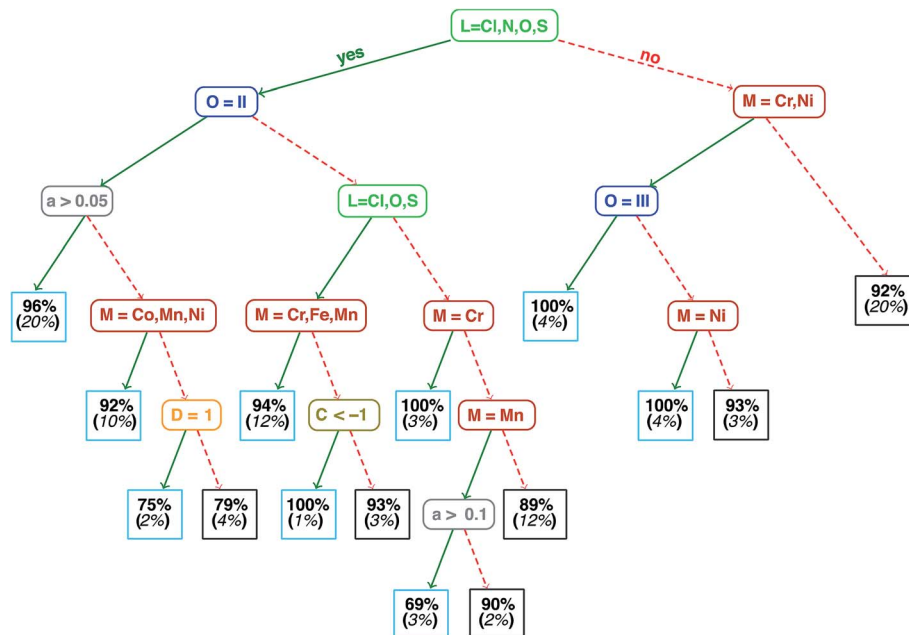 L=Cl,N,O,S
yes
no
O = II
M = Cr,Ni
a > 0.05
L=Cl,O,S
O = III
96%
(20%)
M = Co,Mn,Ni
M = Cr,Fe,Mn
M = Cr
100%
(4%)
M = Ni
92%
(20%)
92%
(10%)
D = 1
94%
(12%)
C < −1
100%
(3%)
M = Mn
100%
(4%)
93%
(3%)
75%
(2%)
79%
(4%)
100%
(1%)
93%
(3%)
a > 0.1
89%
(12%)
69%
(3%)
90%
(2%)